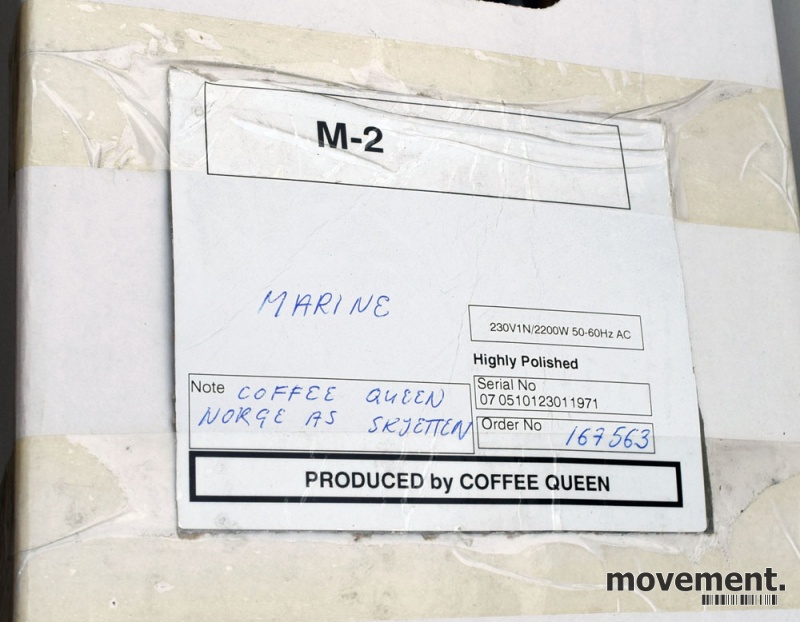 M-2
MARINE
230V1N/2200W 50-60Hz AC
Highly Polished
Note COFFEE QUEEN
NORGE AS SKJETTEN
Serial No
07 0510123011971
Order No 167563
PRODUCED by COFFEE QUEEN
movement.